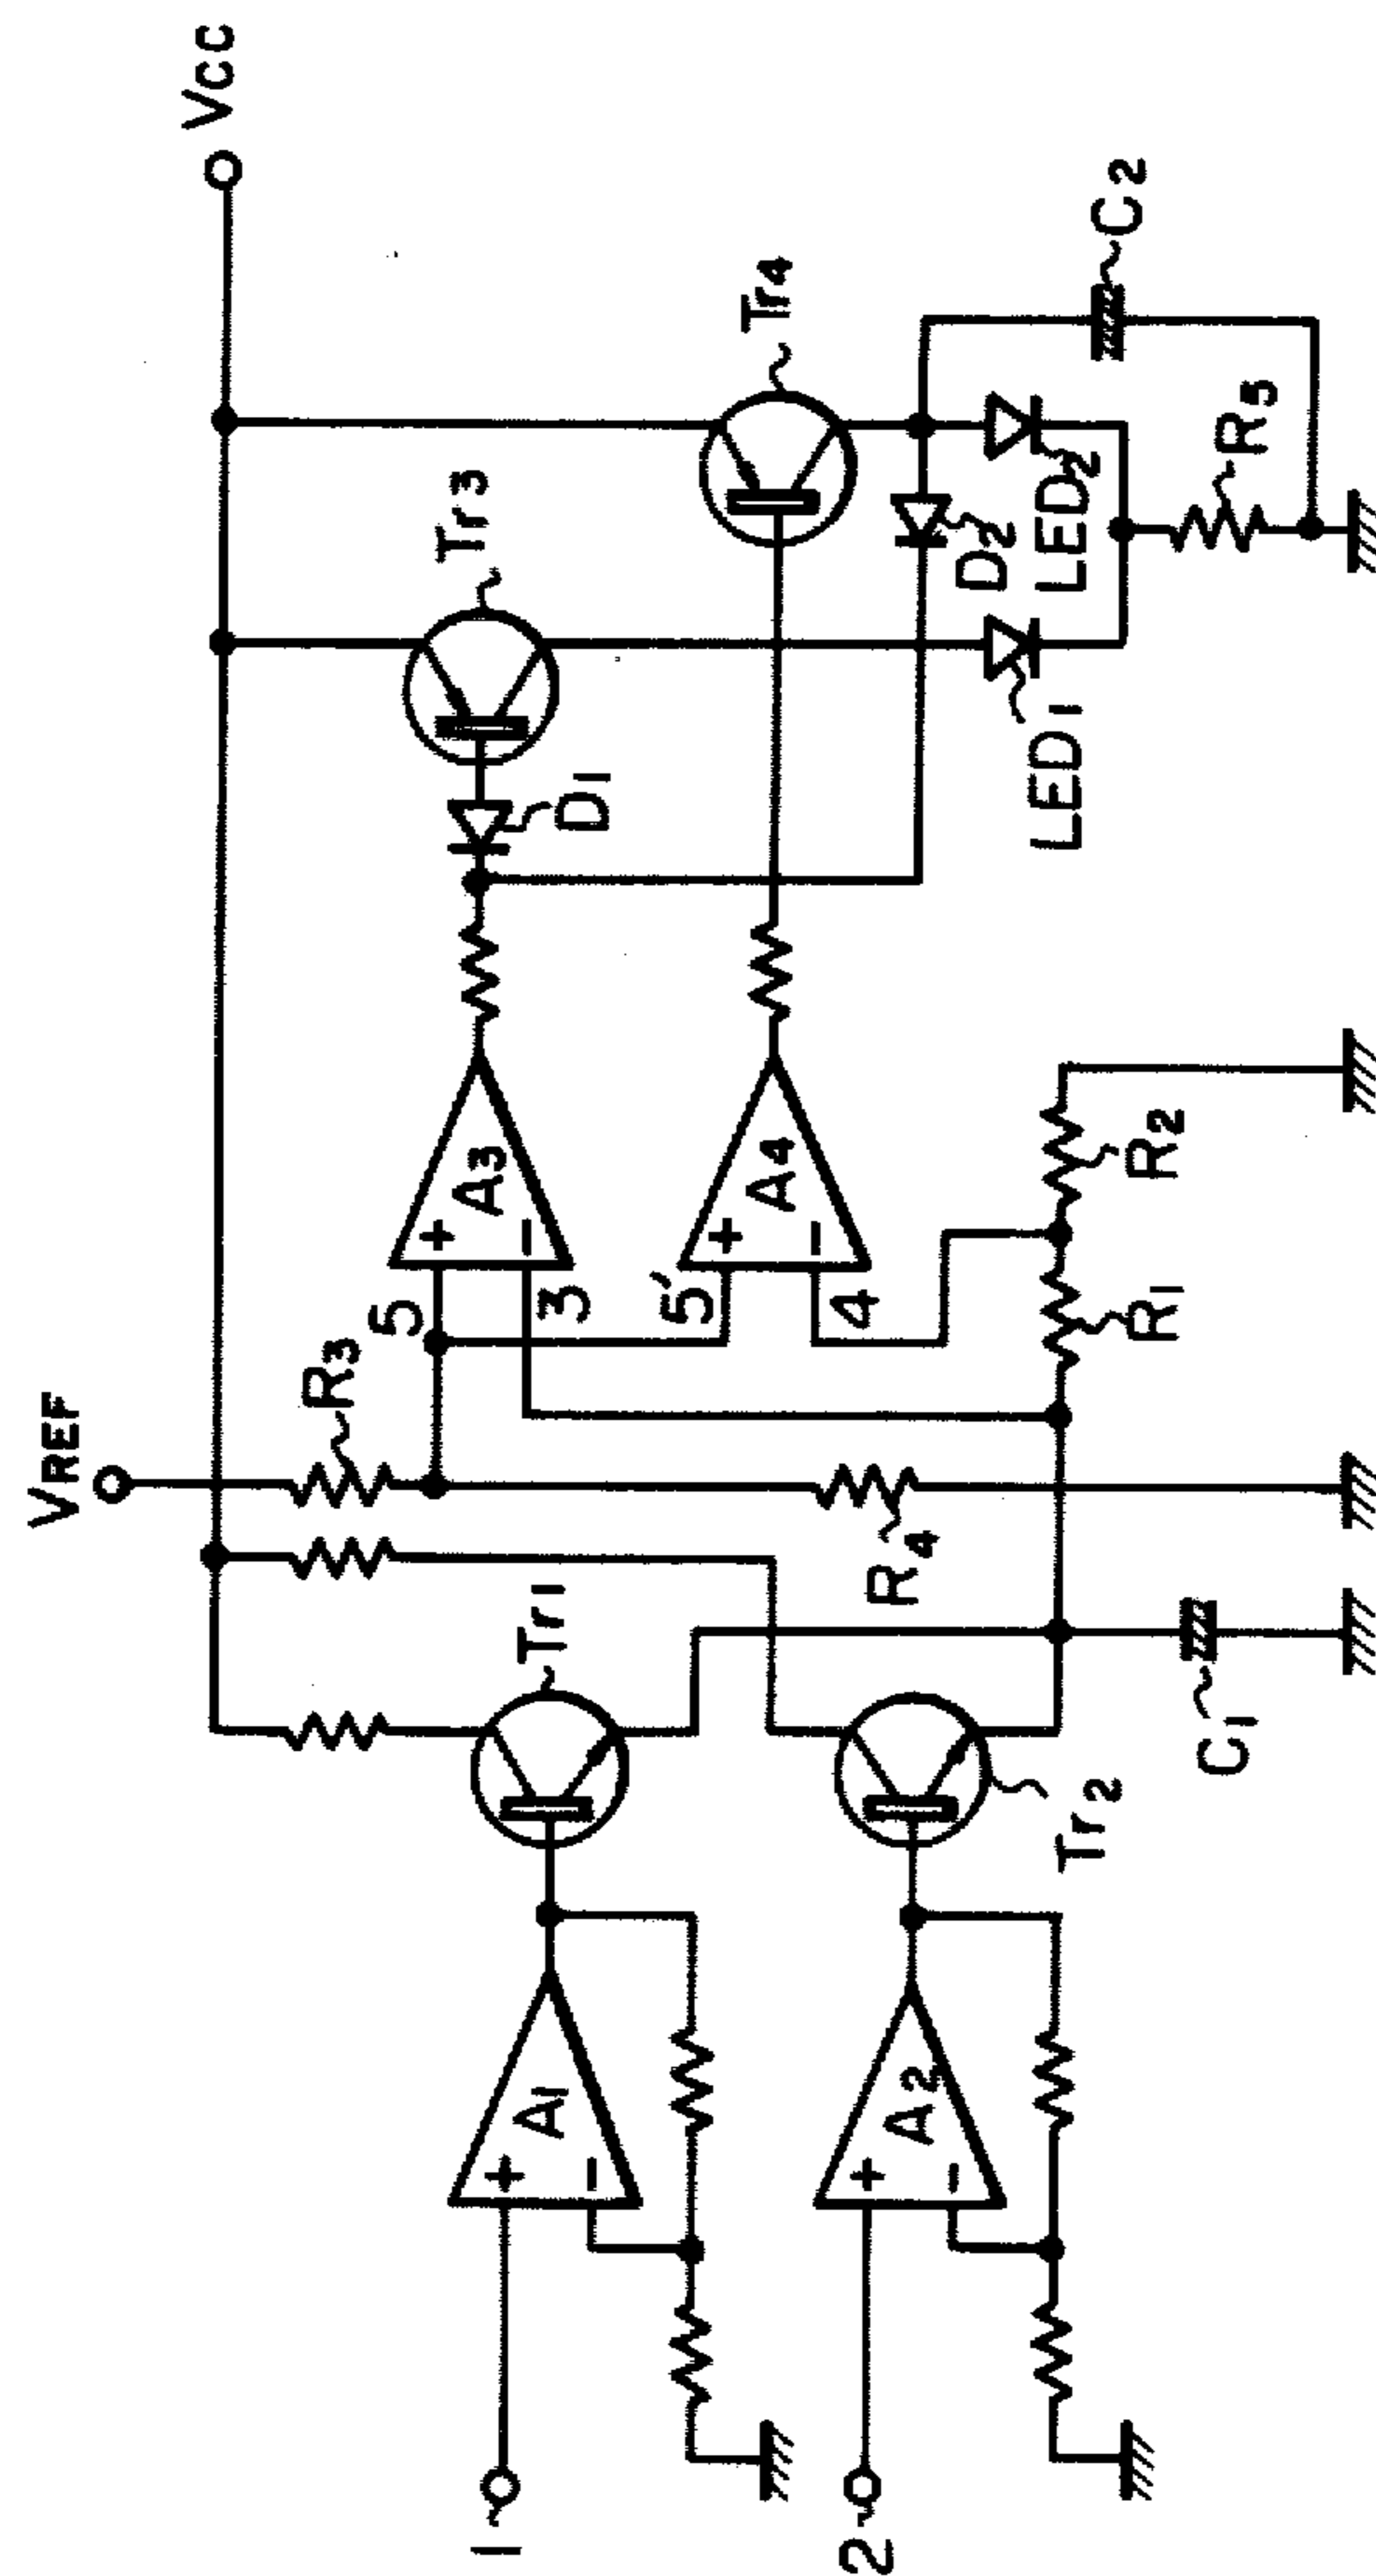 VREF
VCC
R3
Tr1
Tr3
Tr4
5
A3
+
−
3
D1
A1
+
−
1
5'
A4
+
−
4
R4
D2
C2
LED2
LED1
R5
A2
+
−
2
Tr2
R1
R2
C1